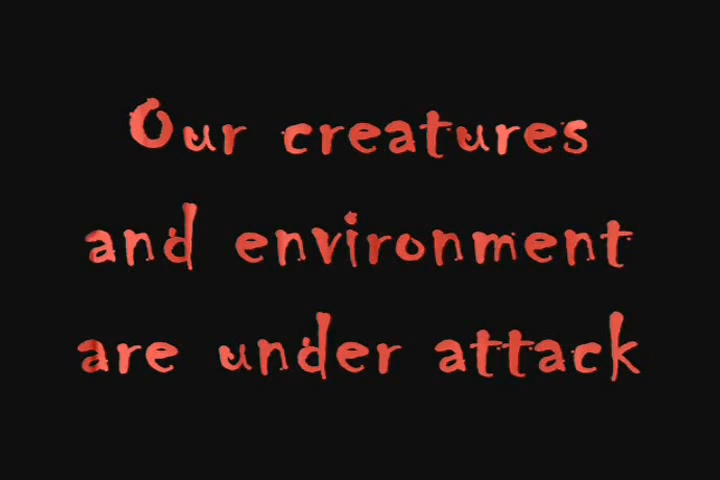 Our creatures
and environment
are under attack